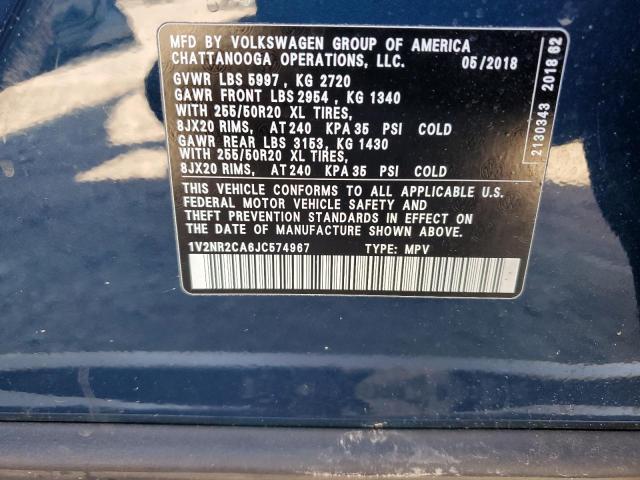 MFD BY VOLKSWAGEN GROUP OF AMERICA
CHATTANOOGA OPERATIONS, LLC. 05/2018
GVWR LBS 5997 , KG 2720
GAWR FRONT LBS 2954 , KG 1340
WITH 255/50R20 XL TIRES,
8JX20 RIMS, AT 240 KPA 35 PSI COLD
GAWR REAR LBS 3153, KG 1430
WITH 255/50R20 XL TIRES,
8JX20 RIMS, AT 240 KPA 35 PSI COLD
THIS VEHICLE CONFORMS TO ALL APPLICABLE U.S.
FEDERAL MOTOR VEHICLE SAFETY AND
THEFT PREVENTION STANDARDS IN EFFECT ON
THE DATE OF MANUFACTURE SHOWN ABOVE.
1V2NR2CA6JC574967 TYPE: MPV
2130343 2018 62